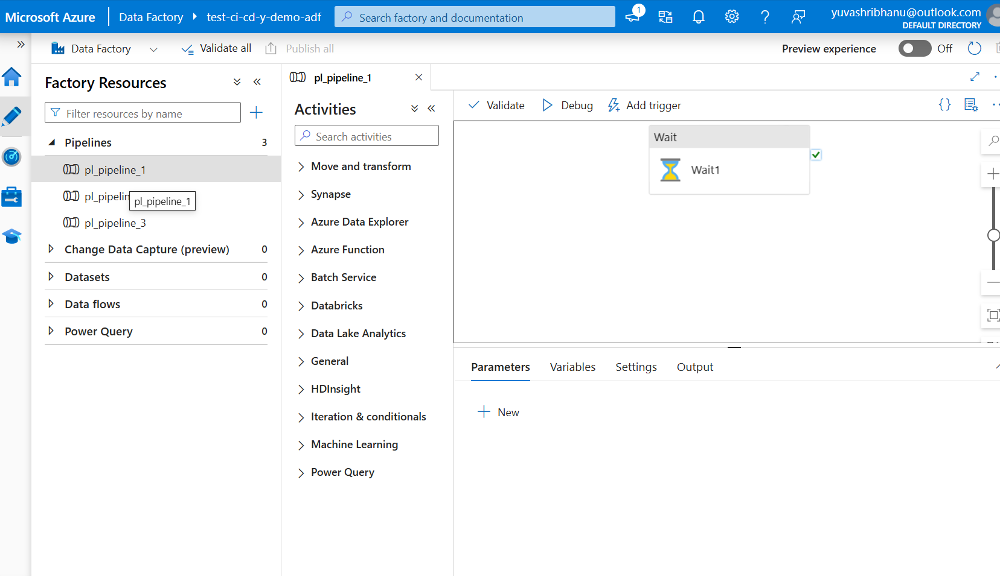 Microsoft Azure
Data Factory
test-ci-cd-y-demo-adf
Search factory and documentation
1
yuvashribhanu@outlook.com
DEFAULT DIRECTORY
Data Factory
Validate all
Publish all
Preview experience
Off
Factory Resources
Filter resources by name
Pipelines 3
pl_pipeline_1
pl_pipelin
pl_pipeline_1
pl_pipeline_3
Change Data Capture (preview) 0
Datasets 0
Data flows 0
Power Query 0
pl_pipeline_1
Activities
Search activities
Move and transform
Synapse
Azure Data Explorer
Azure Function
Batch Service
Databricks
Data Lake Analytics
General
HDInsight
Iteration & conditionals
Machine Learning
Power Query
Validate
Debug
Add trigger
Wait
Wait1
Parameters
Variables
Settings
Output
New